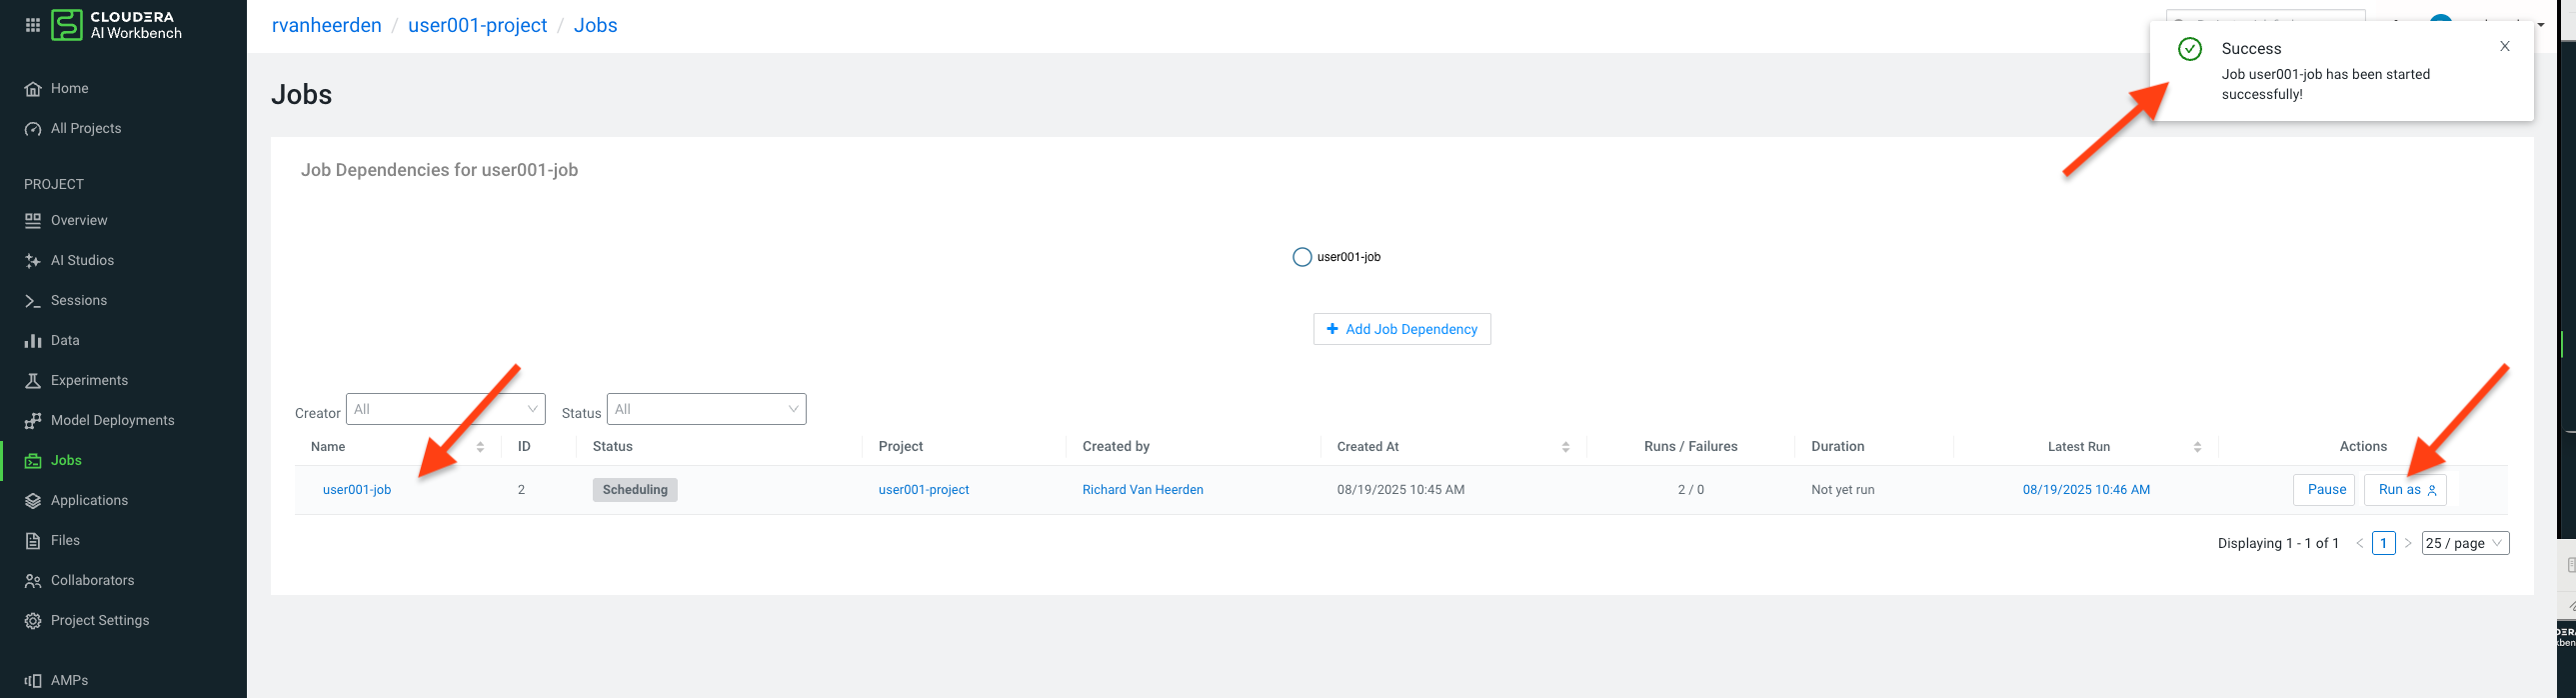 CLOUDERA
AI Workbench
Home
All Projects
PROJECT
Overview
AI Studios
Sessions
Data
Experiments
Model Deployments
Jobs
Applications
Files
Collaborators
Project Settings
AMPs
rvanheerden / user001-project / Jobs
Success
Job user001-job has been started
successfully!
Jobs
Job Dependencies for user001-job
user001-job
+ Add Job Dependency
Creator All Status All
Name ID Status Project Created by Created At Runs / Failures Duration Latest Run Actions
user001-job 2 Scheduling user001-project Richard Van Heerden 08/19/2025 10:45 AM 2 / 0 Not yet run 08/19/2025 10:46 AM Pause Run as
Displaying 1 - 1 of 1 < 1 > 25 / page